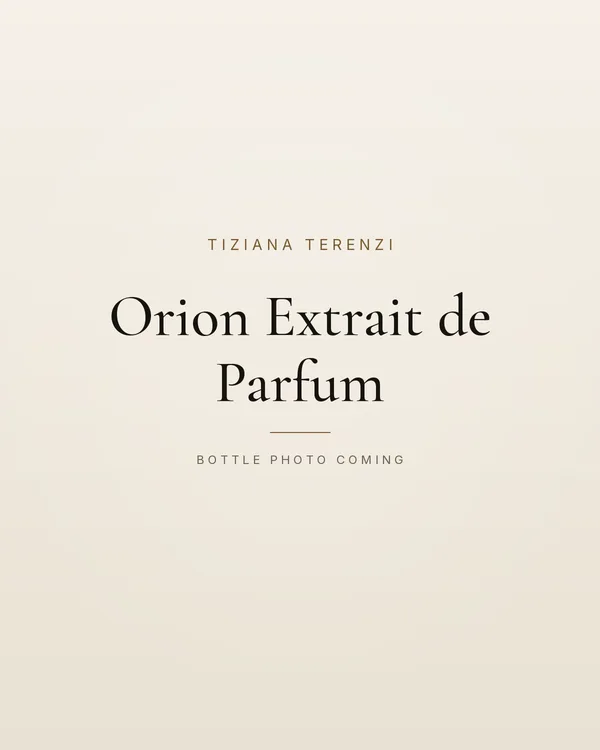 TIZIANA TERENZI
Orion Extrait de
Parfum
BOTTLE PHOTO COMING